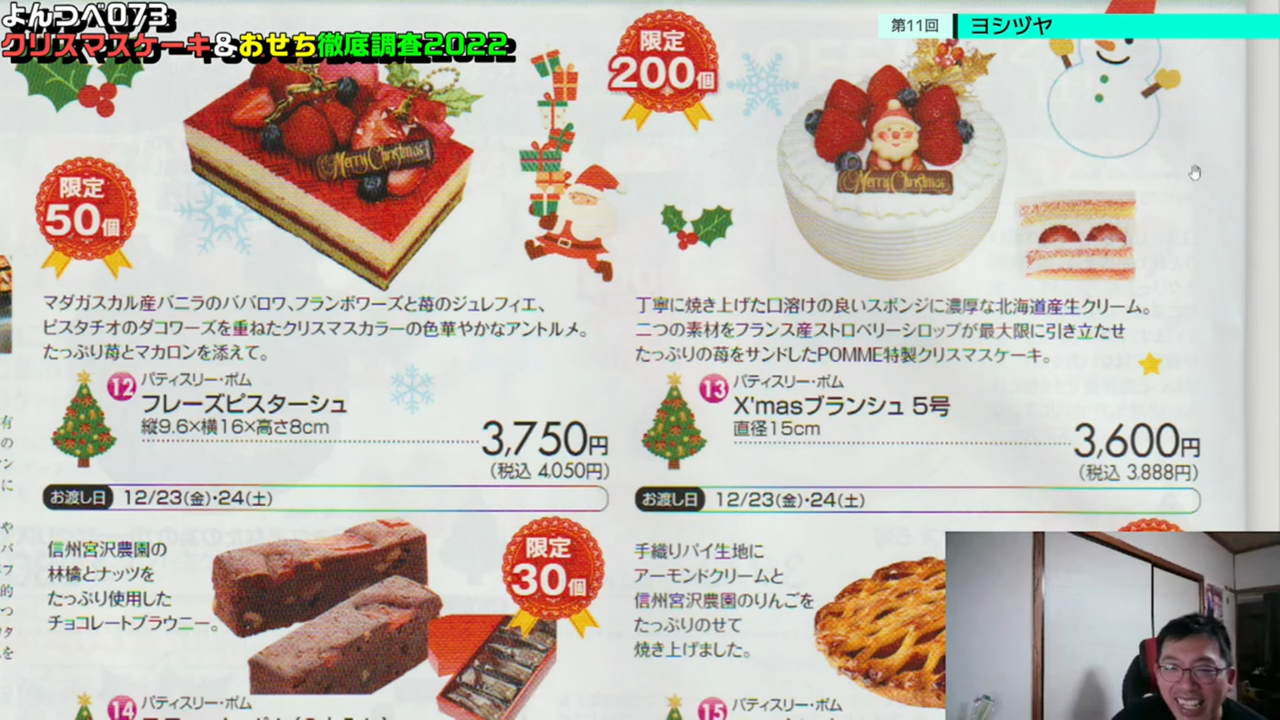 よんつべ073
クリスマスケーキ&おせち徹底調査2022
第11回
ヨシヅヤ
限定
200個
Merry Christmas
Merry Christmas
限定
50個
マダガスカル産バニラのババロワ、フランボワーズと苺のジュレフィエ、
ピスタチオのダコワーズを重ねたクリスマスカラーの色華やかなアントルメ。
たっぷり苺とマカロンを添えて。
12
パティスリー・ポム
フレーズピスターシュ
縦9.6×横16×高さ8cm
3,750円
(税込 4,050円)
お渡し日
12/23(金)・24(土)
丁寧に焼き上げた口溶けの良いスポンジに濃厚な北海道産生クリーム。
二つの素材をフランス産ストロベリーシロップが最大限に引き立たせ
たっぷりの苺をサンドしたPOMME特製クリスマスケーキ。
13
パティスリー・ポム
X'masブランシュ 5号
直径15cm
3,600円
(税込 3,888円)
お渡し日
12/23(金)・24(土)
信州宮沢農園の
林檎とナッツを
たっぷり使用した
チョコレートブラウニー。
限定
30個
14
パティスリー・ポム
手織りパイ生地に
アーモンドクリームと
信州宮沢農園のりんごを
たっぷりのせて
焼き上げました。
15
パティスリー・ポム